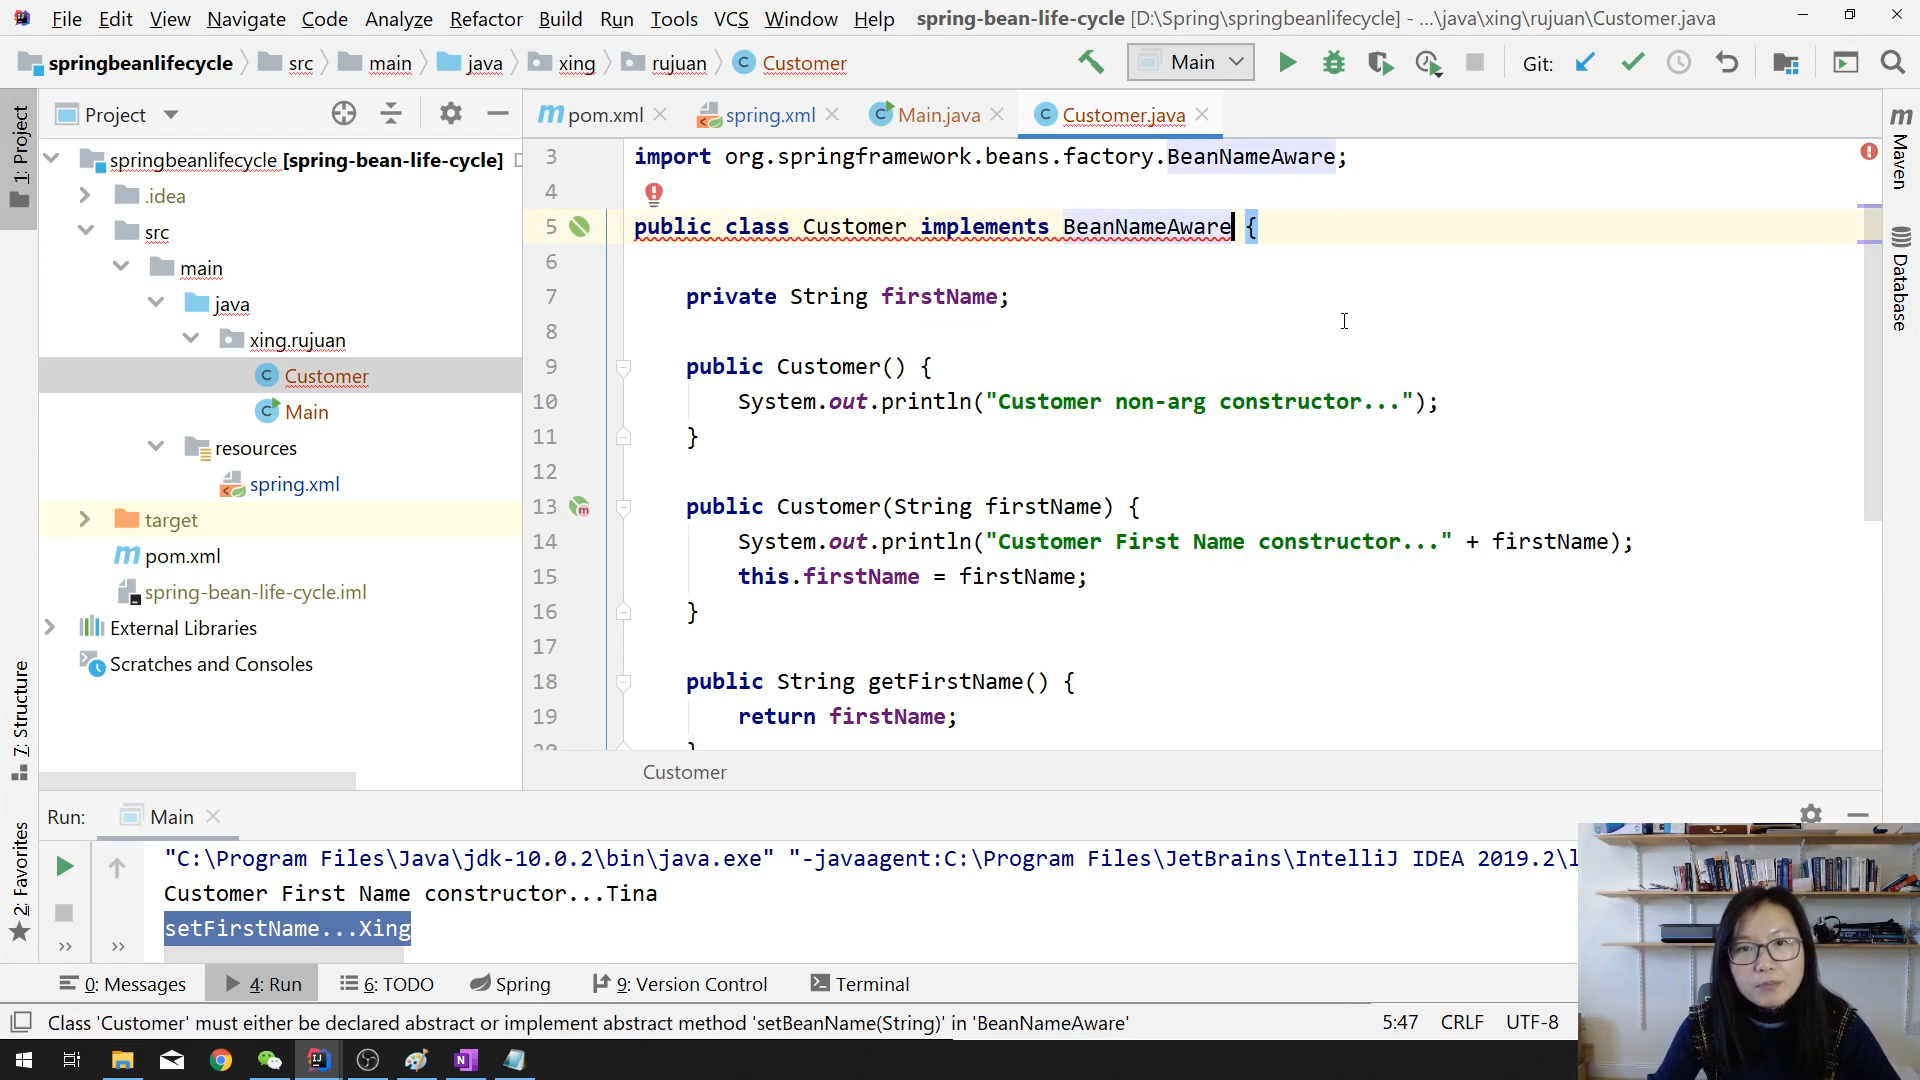 File Edit View Navigate Code Analyze Refactor Build Run Tools VCS Window Help spring-bean-life-cycle [D:\Spring\springbeanlifecycle] - ...\java\xing\rujuan\Customer.java
springbeanlifecycle src main java xing rujuan Customer Main Git:
1: Project
Project
pom.xml spring.xml Main.java Customer.java
springbeanlifecycle [spring-bean-life-cycle]
.idea
src
main
java
xing.rujuan
Customer
Main
resources
spring.xml
target
pom.xml
spring-bean-life-cycle.iml
External Libraries
Scratches and Consoles
3 import org.springframework.beans.factory.BeanNameAware;
4
5 public class Customer implements BeanNameAware {
6
7 private String firstName;
8
9 public Customer() {
10 System.out.println("Customer non-arg constructor...");
11 }
12
13 public Customer(String firstName) {
14 System.out.println("Customer First Name constructor..." + firstName);
15 this.firstName = firstName;
16 }
17
18 public String getFirstName() {
19 return firstName;
20 }
Customer
Maven
Database
7: Structure
2: Favorites
Run: Main
"C:\Program Files\Java\jdk-10.0.2\bin\java.exe" "-javaagent:C:\Program Files\JetBrains\IntelliJ IDEA 2019.2\l
Customer First Name constructor...Tina
setFirstName...Xing
0: Messages 4: Run 6: TODO Spring 9: Version Control Terminal
Class 'Customer' must either be declared abstract or implement abstract method 'setBeanName(String)' in 'BeanNameAware' 5:47 CRLF UTF-8